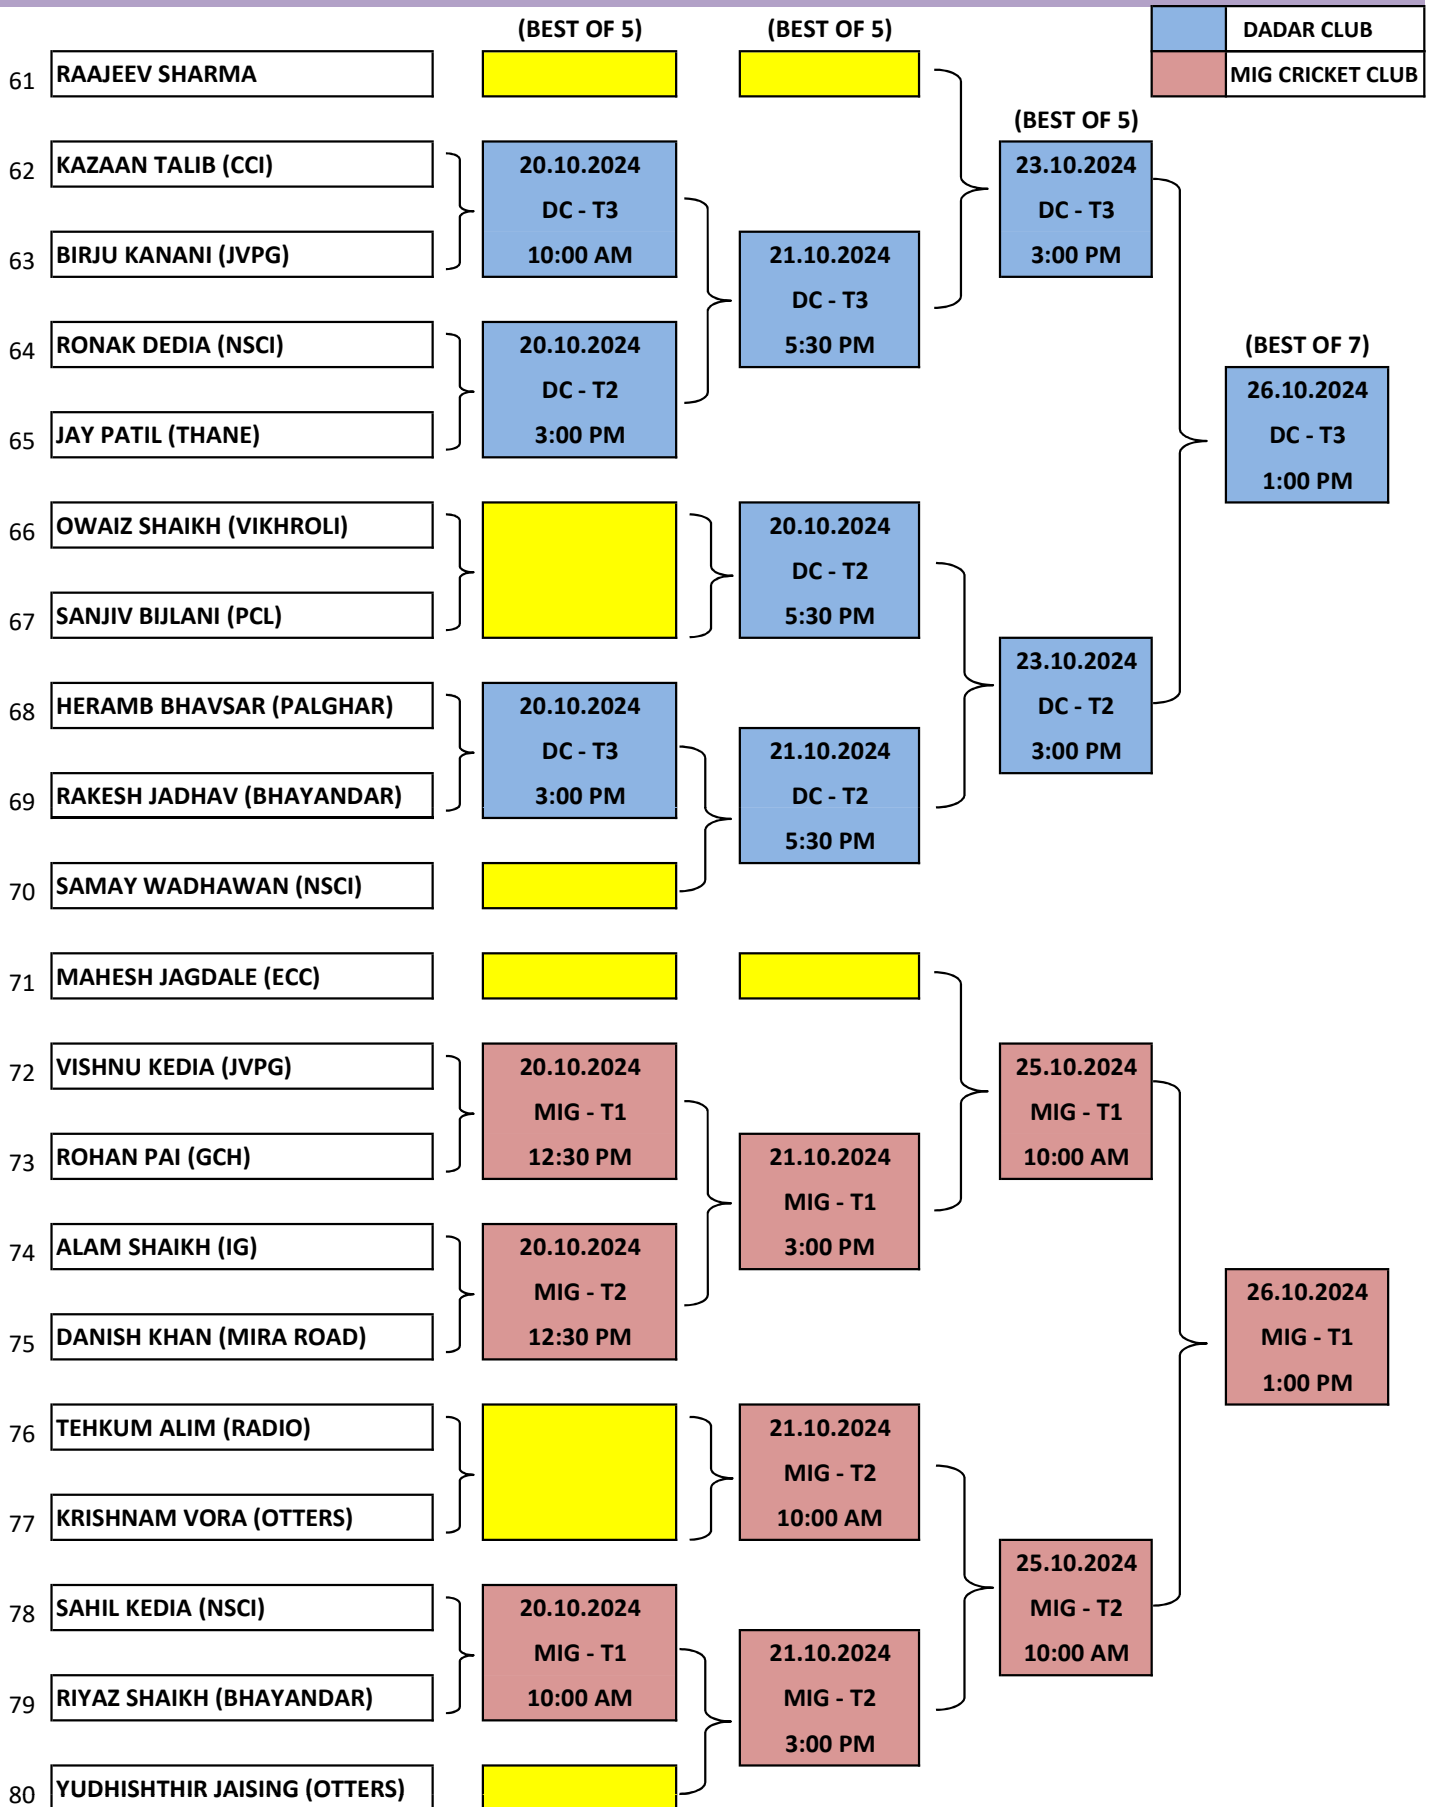 (BEST OF 5) (BEST OF 5) DADAR CLUB
61 RAAJEEV SHARMA MIG CRICKET CLUB
(BEST OF 5)
62 KAZAAN TALIB (CCI) 20.10.2024 23.10.2024
DC - T3 DC - T3
63 BIRJU KANANI (JVPG) 10:00 AM 21.10.2024 3:00 PM
DC - T3
64 RONAK DEDIA (NSCI) 20.10.2024 5:30 PM (BEST OF 7)
DC - T2 26.10.2024
65 JAY PATIL (THANE) 3:00 PM DC - T3
1:00 PM
66 OWAIZ SHAIKH (VIKHROLI) 20.10.2024
DC - T2
67 SANJIV BIJLANI (PCL) 5:30 PM
23.10.2024
68 HERAMB BHAVSAR (PALGHAR) 20.10.2024 DC - T2
DC - T3 21.10.2024 3:00 PM
69 RAKESH JADHAV (BHAYANDAR) 3:00 PM DC - T2
5:30 PM
70 SAMAY WADHAWAN (NSCI)
71 MAHESH JAGDALE (ECC)
72 VISHNU KEDIA (JVPG) 20.10.2024 25.10.2024
MIG - T1 MIG - T1
73 ROHAN PAI (GCH) 12:30 PM 21.10.2024 10:00 AM
MIG - T1
74 ALAM SHAIKH (IG) 20.10.2024 3:00 PM
MIG - T2 26.10.2024
75 DANISH KHAN (MIRA ROAD) 12:30 PM MIG - T1
1:00 PM
76 TEHKUM ALIM (RADIO) 21.10.2024
MIG - T2
77 KRISHNAM VORA (OTTERS) 10:00 AM
25.10.2024
78 SAHIL KEDIA (NSCI) 20.10.2024 MIG - T2
MIG - T1 21.10.2024 10:00 AM
79 RIYAZ SHAIKH (BHAYANDAR) 10:00 AM MIG - T2
3:00 PM
80 YUDHISHTHIR JAISING (OTTERS)